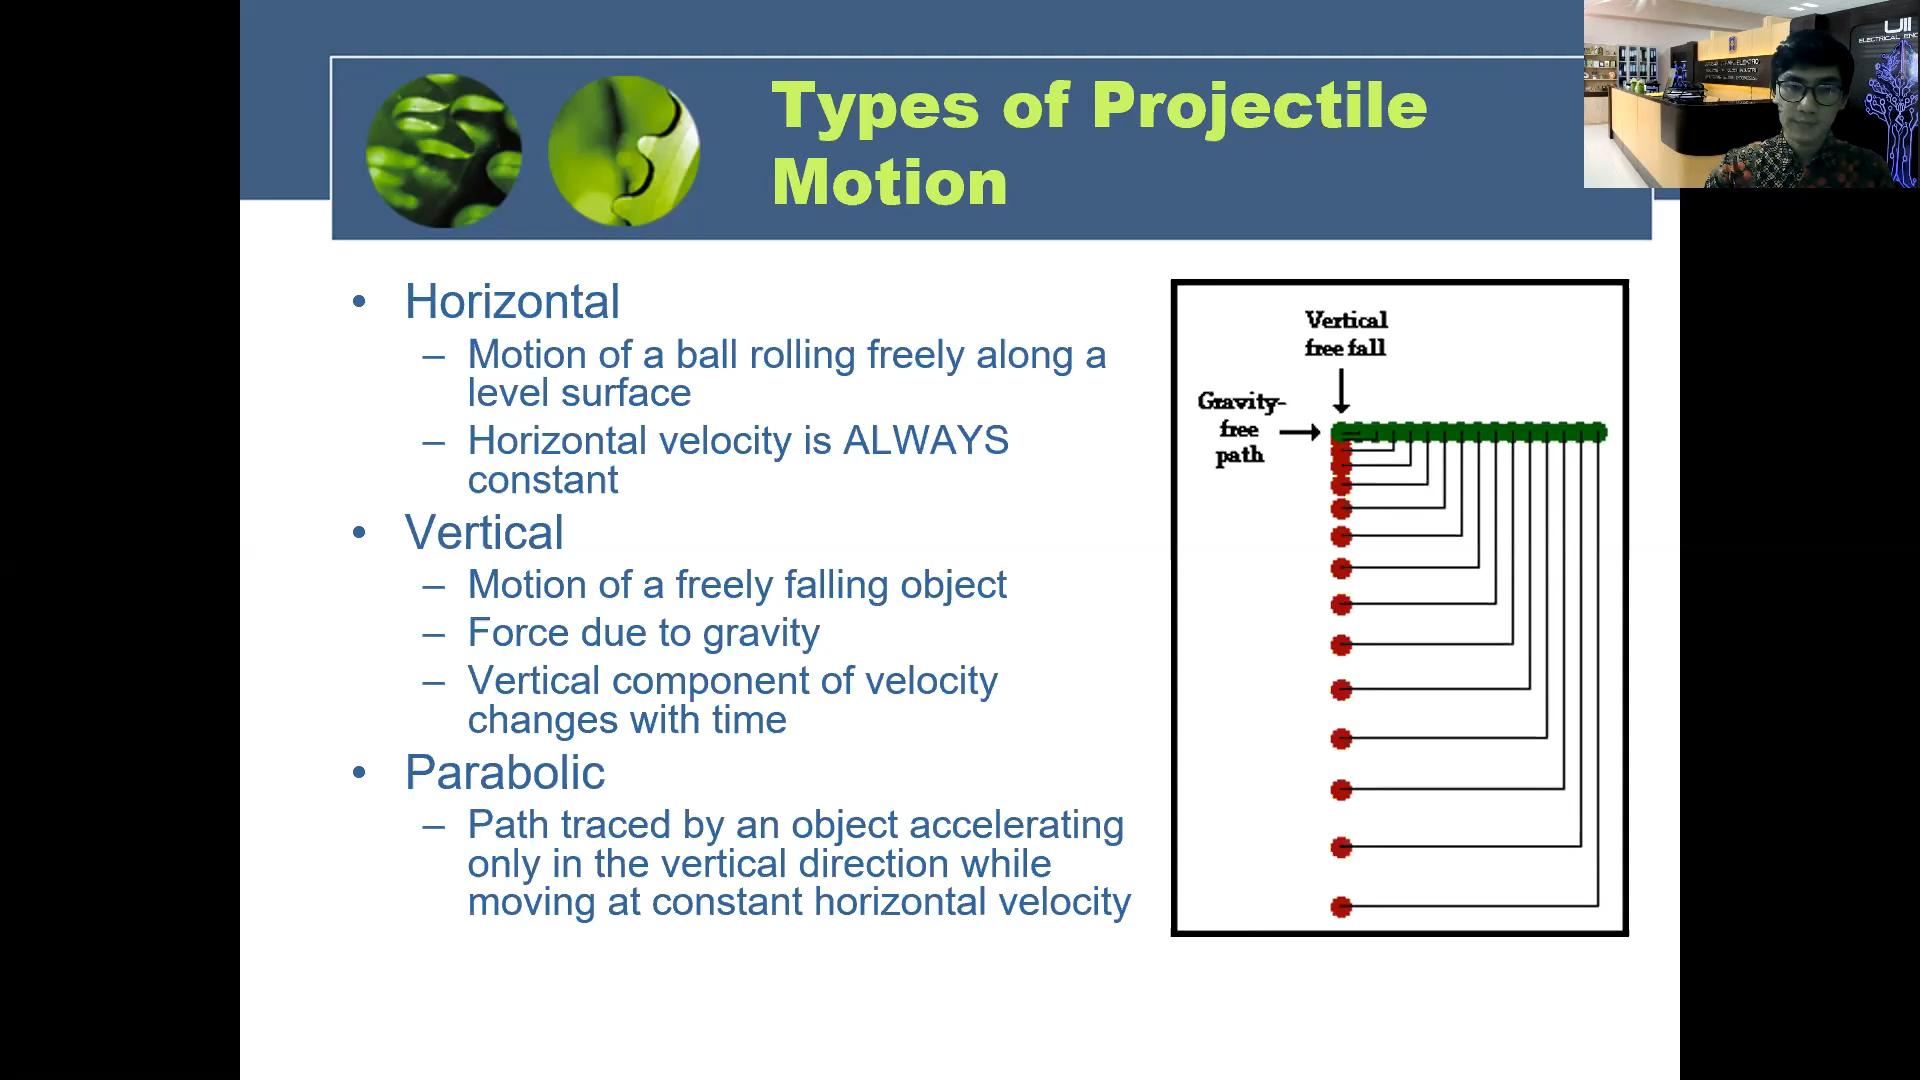 Types of Projectile
Motion
• Horizontal
– Motion of a ball rolling freely along a
level surface
– Horizontal velocity is ALWAYS
constant
• Vertical
– Motion of a freely falling object
– Force due to gravity
– Vertical component of velocity
changes with time
• Parabolic
– Path traced by an object accelerating
only in the vertical direction while
moving at constant horizontal velocity
Vertical
free fall
Gravity-
free
path
UII
ELECTRICAL ENG